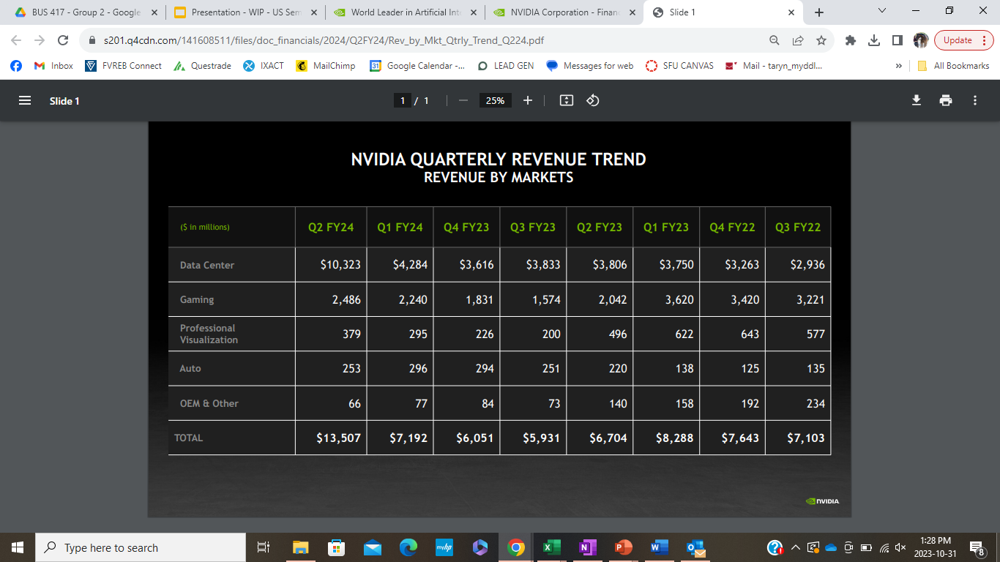 BUS 417 - Group 2 - Google
Presentation - WIP - US Sem
World Leader in Artificial Inte
NVIDIA Corporation - Financ
Slide 1
s201.q4cdn.com/141608511/files/doc_financials/2024/Q2FY24/Rev_by_Mkt_Qtrly_Trend_Q224.pdf
Update
Inbox FVREB Connect Questrade IXACT MailChimp Google Calendar -... LEAD GEN Messages for web SFU CANVAS Mail - taryn_myddl... » All Bookmarks
Slide 1 1 / 1 25%
NVIDIA QUARTERLY REVENUE TREND
REVENUE BY MARKETS
($ in millions) Q2 FY24 Q1 FY24 Q4 FY23 Q3 FY23 Q2 FY23 Q1 FY23 Q4 FY22 Q3 FY22
Data Center $10,323 $4,284 $3,616 $3,833 $3,806 $3,750 $3,263 $2,936
Gaming 2,486 2,240 1,831 1,574 2,042 3,620 3,420 3,221
Professional
Visualization 379 295 226 200 496 622 643 577
Auto 253 296 294 251 220 138 125 135
OEM & Other 66 77 84 73 140 158 192 234
TOTAL $13,507 $7,192 $6,051 $5,931 $6,704 $8,288 $7,643 $7,103
NVIDIA
Type here to search
1:28 PM
2023-10-31
8